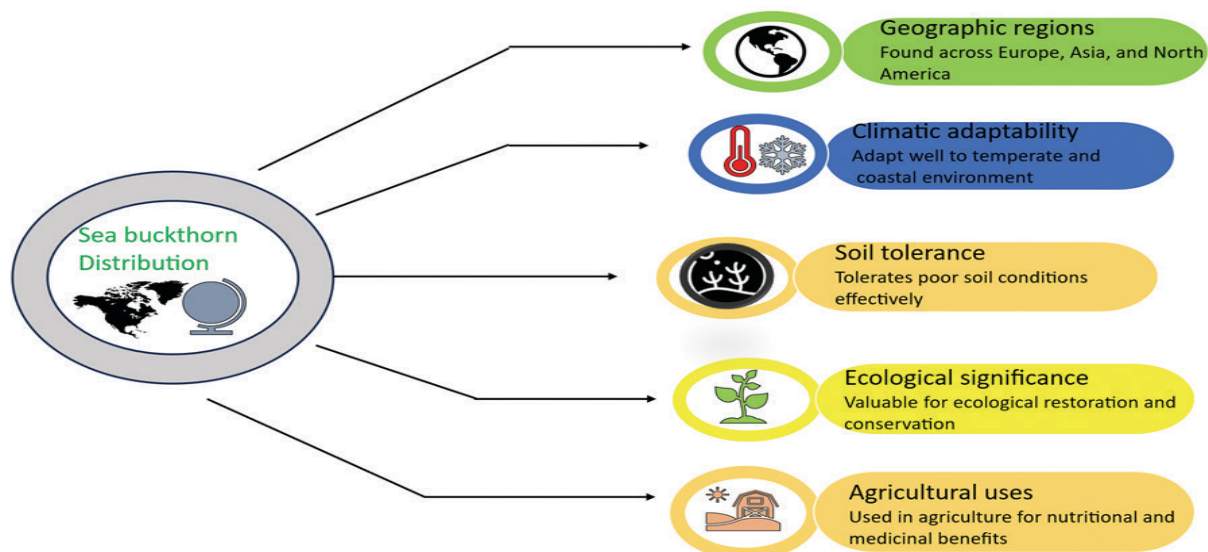 Sea buckthorn
Distribution
Geographic regions
Found across Europe, Asia, and North
America
Climatic adaptability
Adapt well to temperate and
coastal environment
Soil tolerance
Tolerates poor soil conditions
effectively
Ecological significance
Valuable for ecological restoration and
conservation
Agricultural uses
Used in agriculture for nutritional and
medicinal benefits